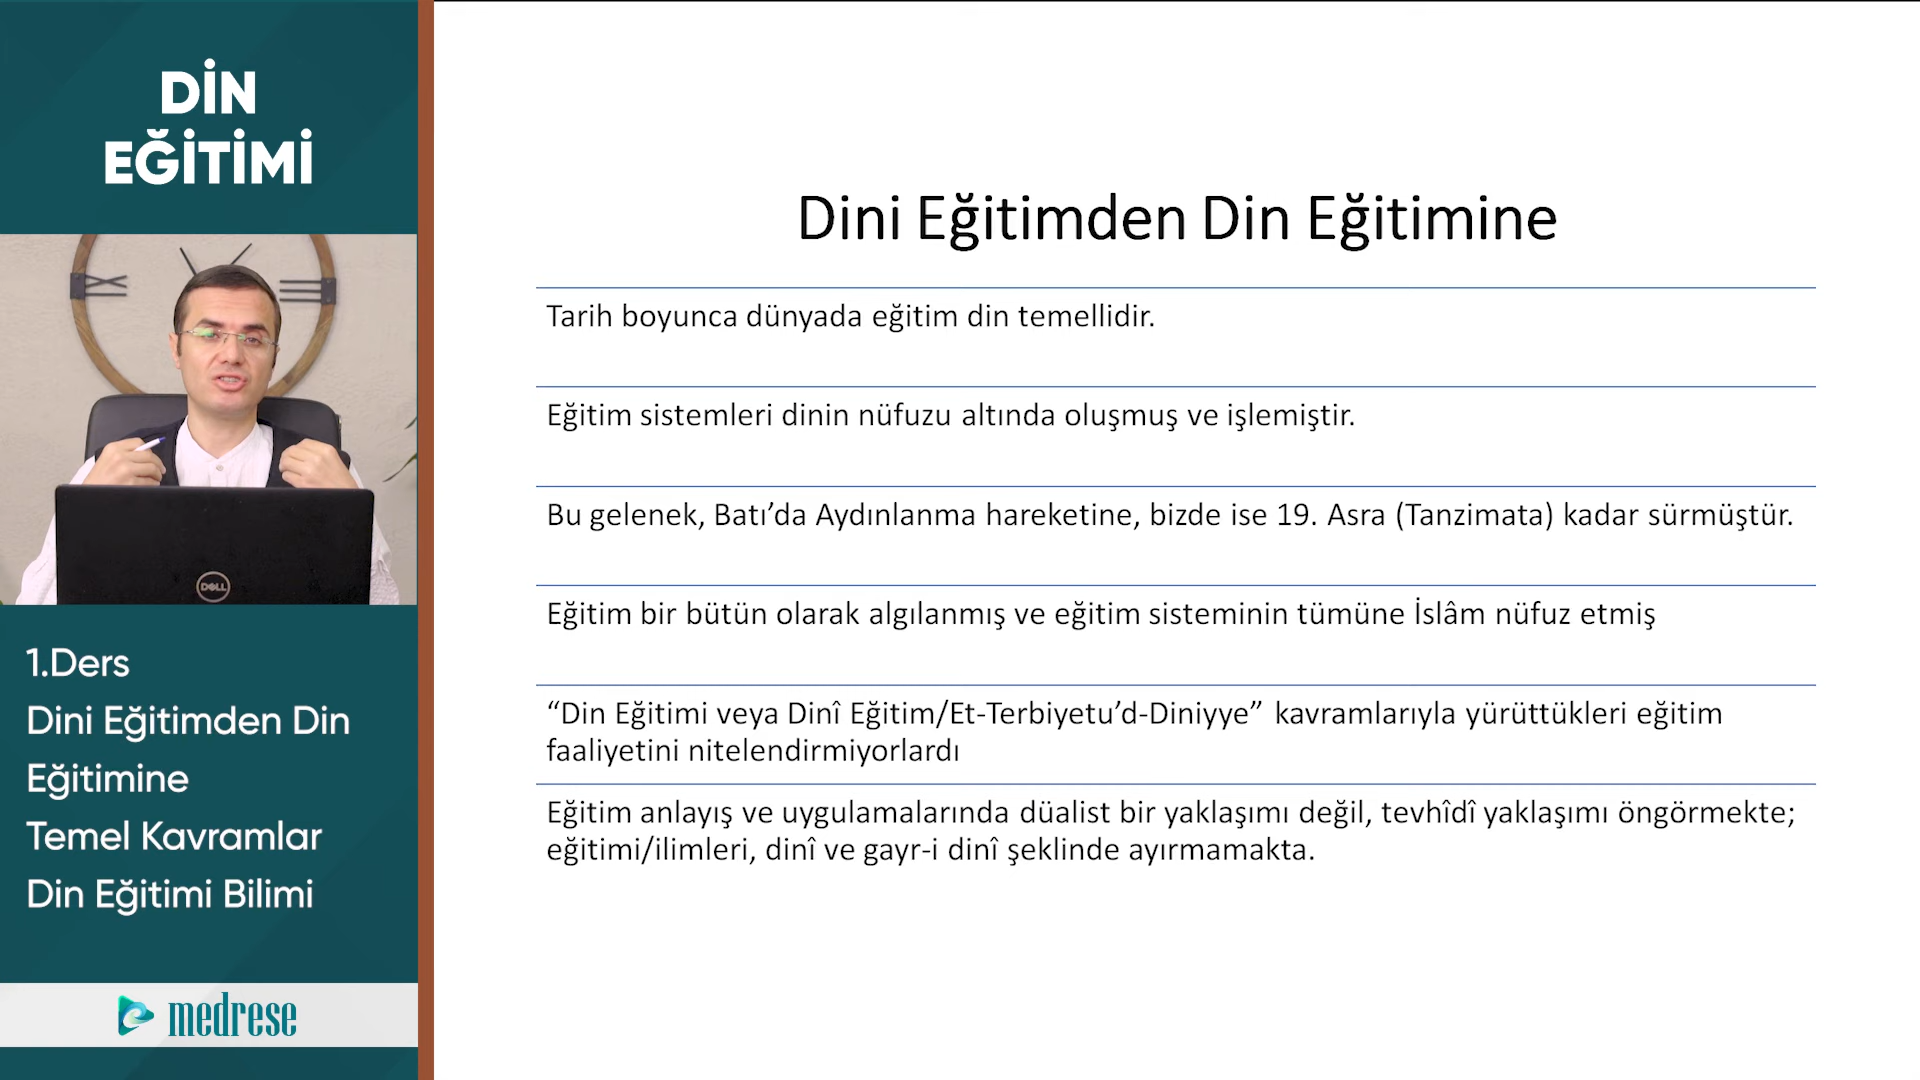 DİN
EĞİTİMİ
DELL
1.Ders
Dini Eğitimden Din
Eğitimine
Temel Kavramlar
Din Eğitimi Bilimi
medrese
Dini Eğitimden Din Eğitimine
Tarih boyunca dünyada eğitim din temellidir.
Eğitim sistemleri dinin nüfuzu altında oluşmuş ve işlemiştir.
Bu gelenek, Batı’da Aydınlanma hareketine, bizde ise 19. Asra (Tanzimata) kadar sürmüştür.
Eğitim bir bütün olarak algılanmış ve eğitim sisteminin tümüne İslâm nüfuz etmiş
“Din Eğitimi veya Dinî Eğitim/Et-Terbiyetu’d-Diniyye” kavramlarıyla yürüttükleri eğitim
faaliyetini nitelendirmiyorlardı
Eğitim anlayış ve uygulamalarında düalist bir yaklaşımı değil, tevhîdî yaklaşımı öngörmekte;
eğitimi/ilimleri, dinî ve gayr-i dinî şeklinde ayırmamakta.